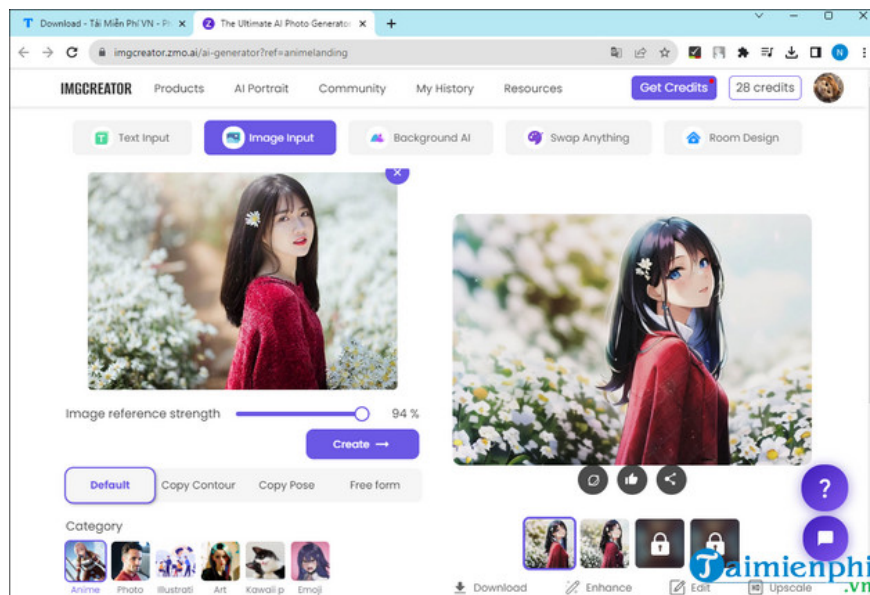 Download - Tải Miễn Phí VN - Ph
The Ultimate AI Photo Generator
imgcreator.zmo.ai/ai-generator?ref=animelanding
N
IMGCREATOR Products AI Portrait Community My History Resources Get Credits 28 credits
Text Input Image Input Background AI Swap Anything Room Design
Image reference strength 94 %
Create →
Default Copy Contour Copy Pose Free form
Category
Anime Photo Illustrati Art Kawaii p Emoji
?
Download Enhance Edit Upscale
Taimienphi
.vn